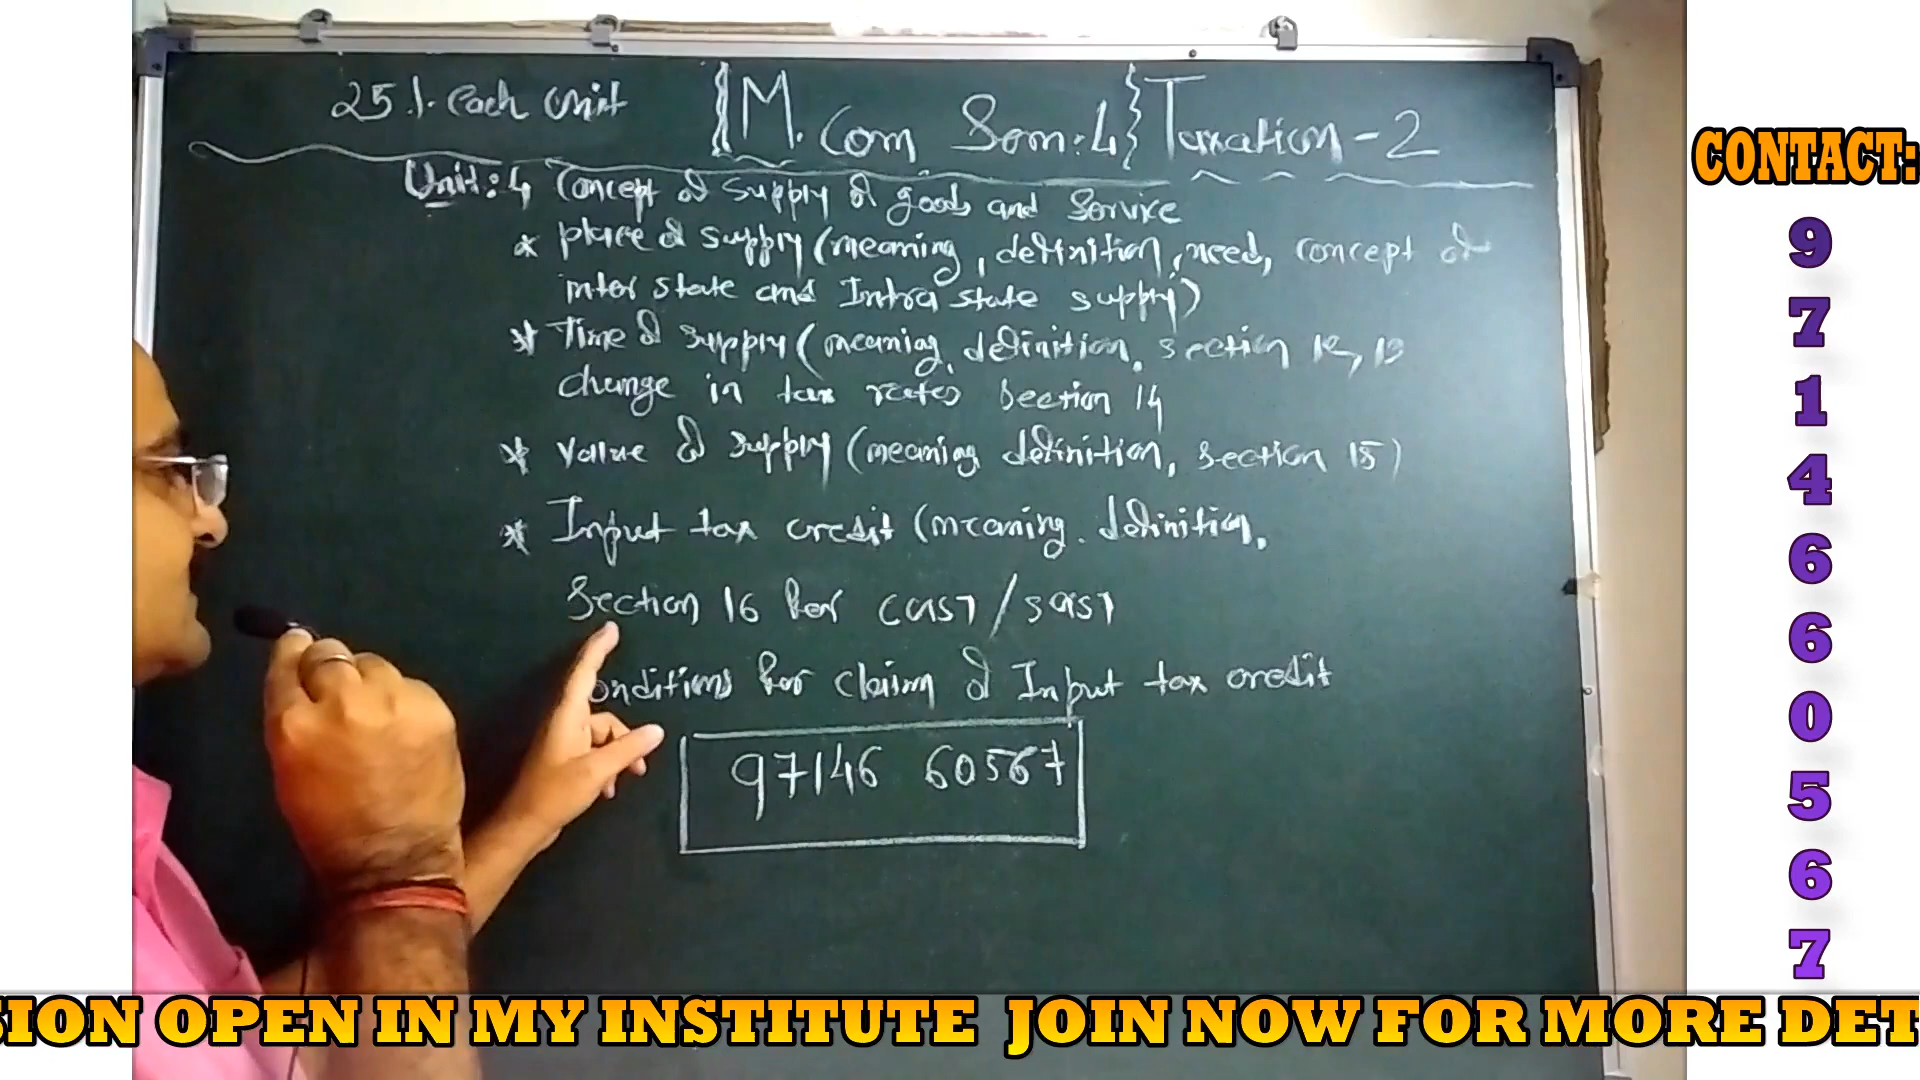 25%. each unit {M. Com Sem:4} Taxation-2
Unit:4 Concept of supply of goods and Service
* place of supply (meaning, definition, need, concept of
inter state and Intra state supply)
* Time of supply (meaning, definition, section 12, 13
change in tax rates Section 14
* Value of supply (meaning definition, section 15)
* Input tax credit (meaning. definition,
Section 16 for CGST/SGST
onditions for claim of Input tax credit
97146 60567
CONTACT:
9
7
1
4
6
6
0
5
6
7
SION OPEN IN MY INSTITUTE JOIN NOW FOR MORE DET